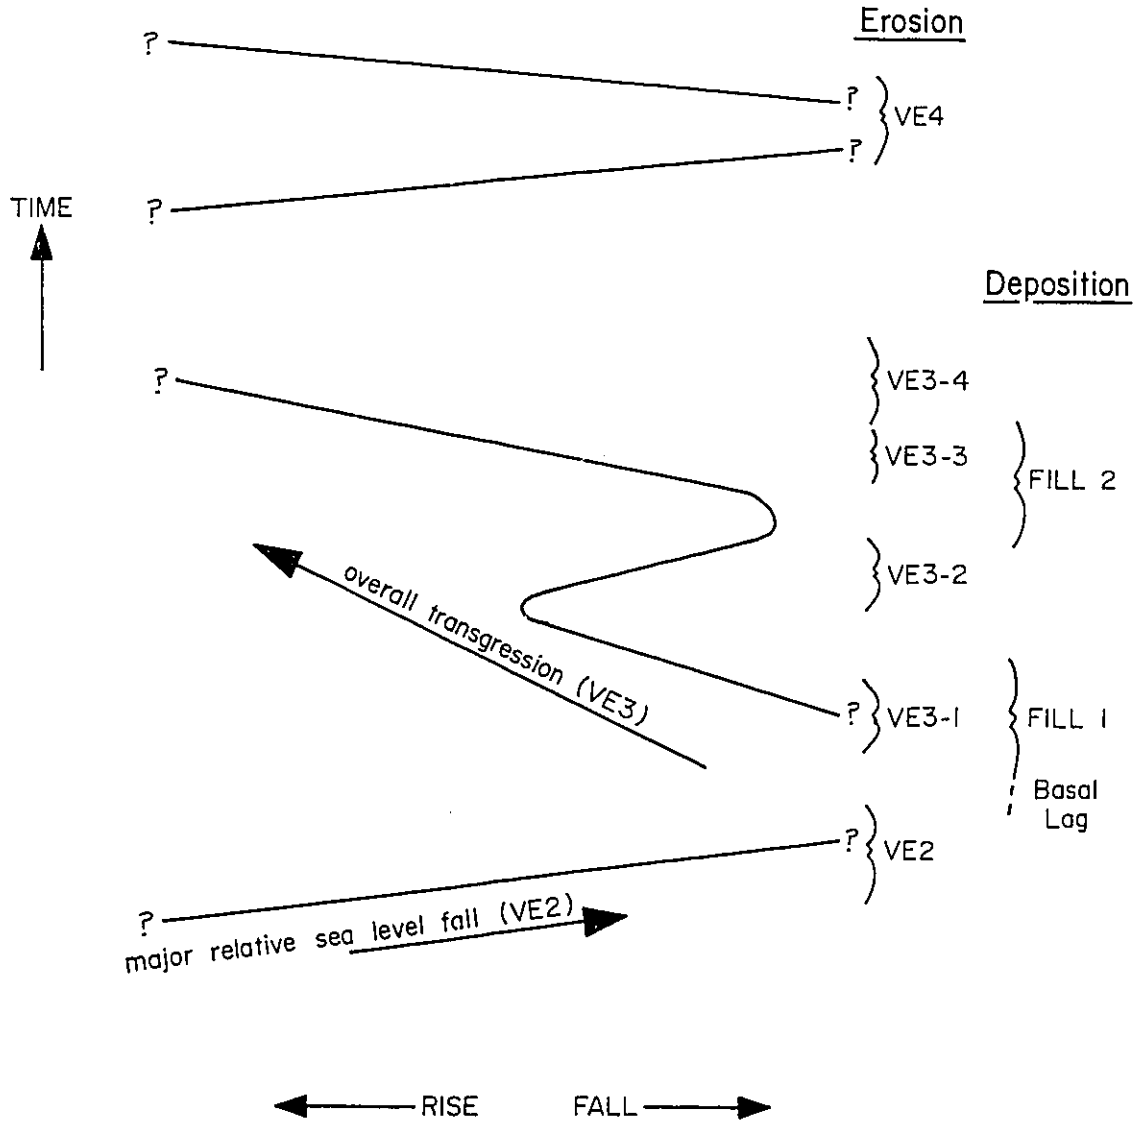 Erosion
?
?
VE4
?
?
TIME
Deposition
?
VE3-4
VE3-3
FILL 2
VE3-2
overall transgression (VE3)
?
VE3-1
FILL 1
Basal
Lag
?
VE2
?
major relative sea level fall (VE2)
RISE
FALL